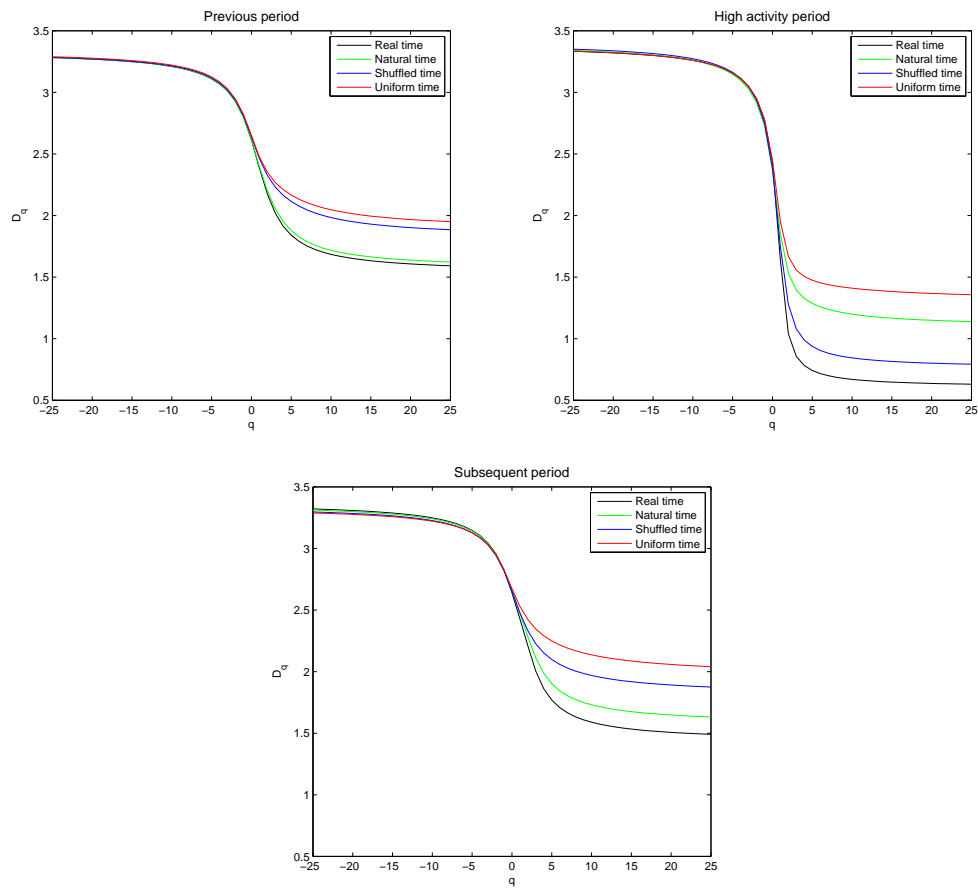 Previous period
3.5
3
2.5
2
1.5
1
0.5
D_q
−25 −20 −15 −10 −5 0 5 10 15 20 25
q
Real time
Natural time
Shuffled time
Uniform time
High activity period
3.5
3
2.5
2
1.5
1
0.5
D_q
−25 −20 −15 −10 −5 0 5 10 15 20 25
q
Real time
Natural time
Shuffled time
Uniform time
Subsequent period
3.5
3
2.5
2
1.5
1
0.5
D_q
−25 −20 −15 −10 −5 0 5 10 15 20 25
q
Real time
Natural time
Shuffled time
Uniform time